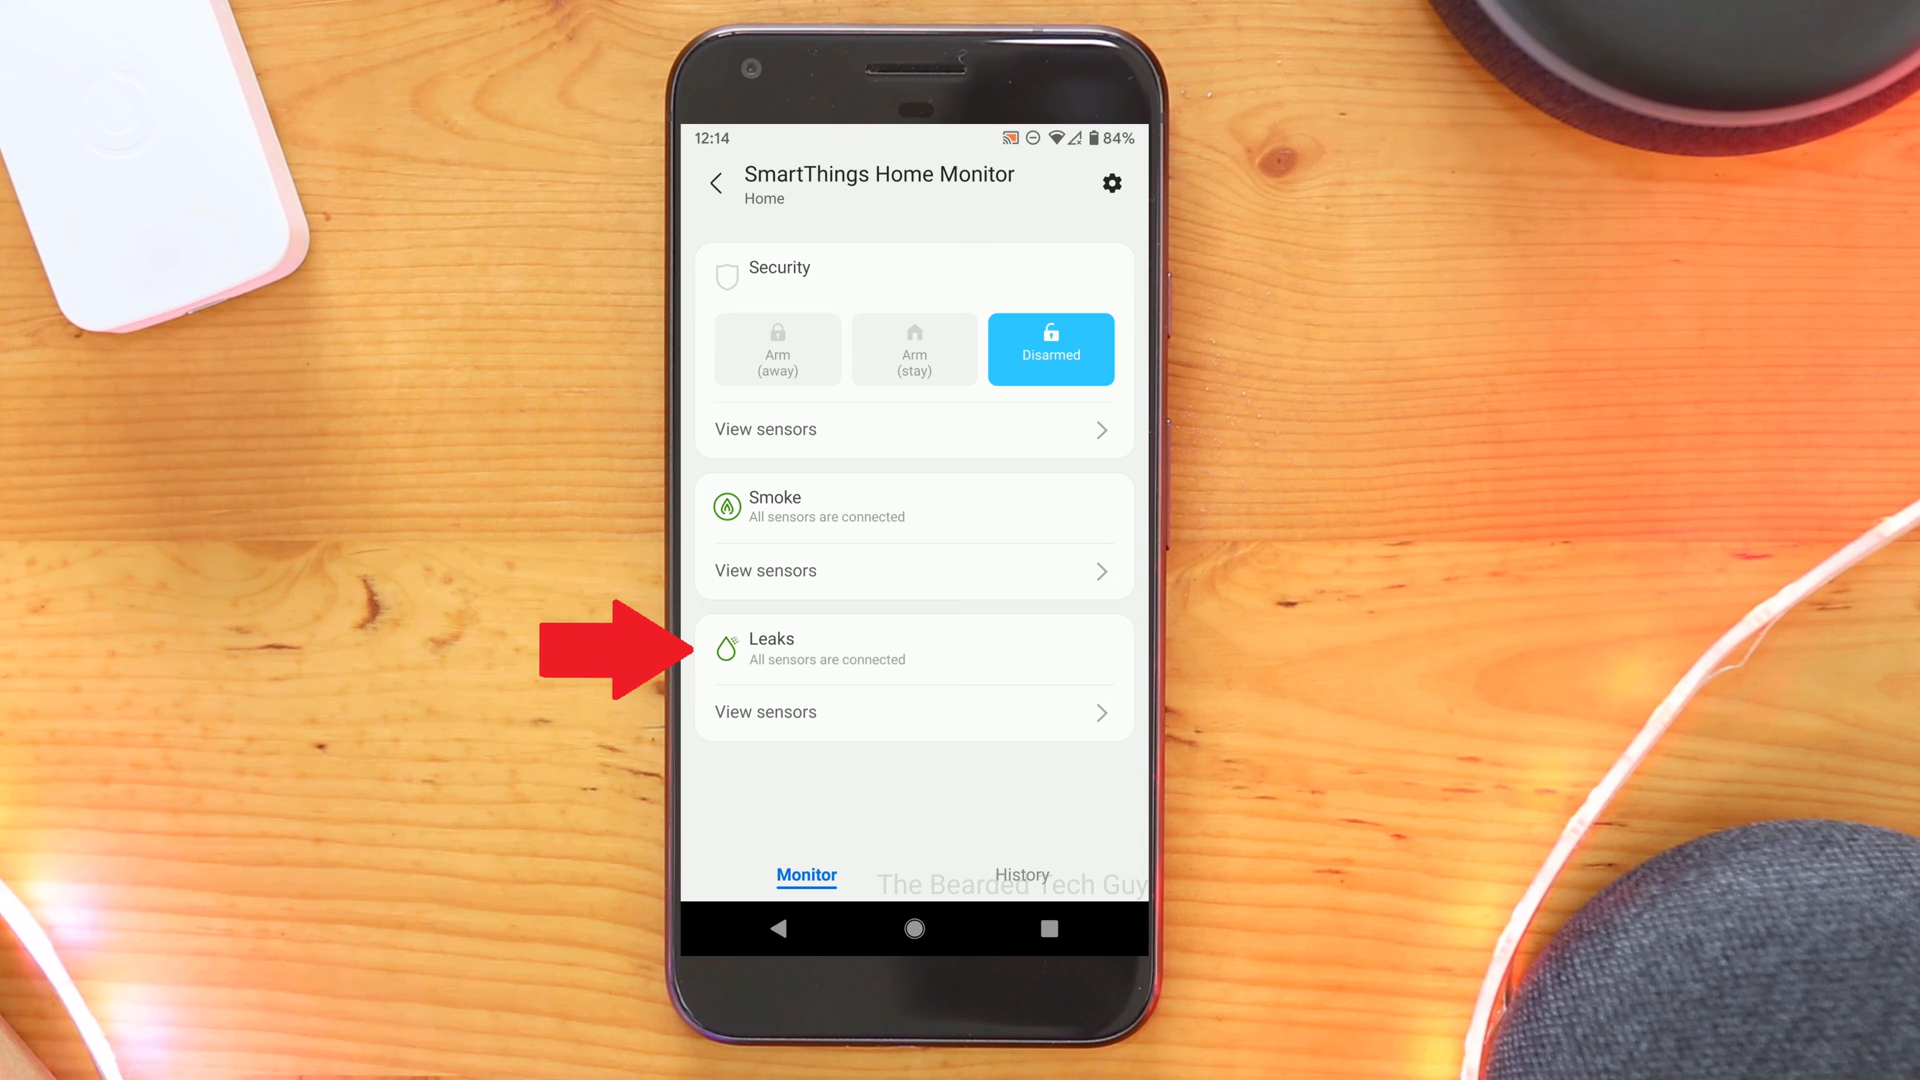 12:14
84%
SmartThings Home Monitor
Home
Security
Arm
(away)
Arm
(stay)
Disarmed
View sensors
Smoke
All sensors are connected
View sensors
Leaks
All sensors are connected
View sensors
Monitor
History
The Bearded Tech Guy